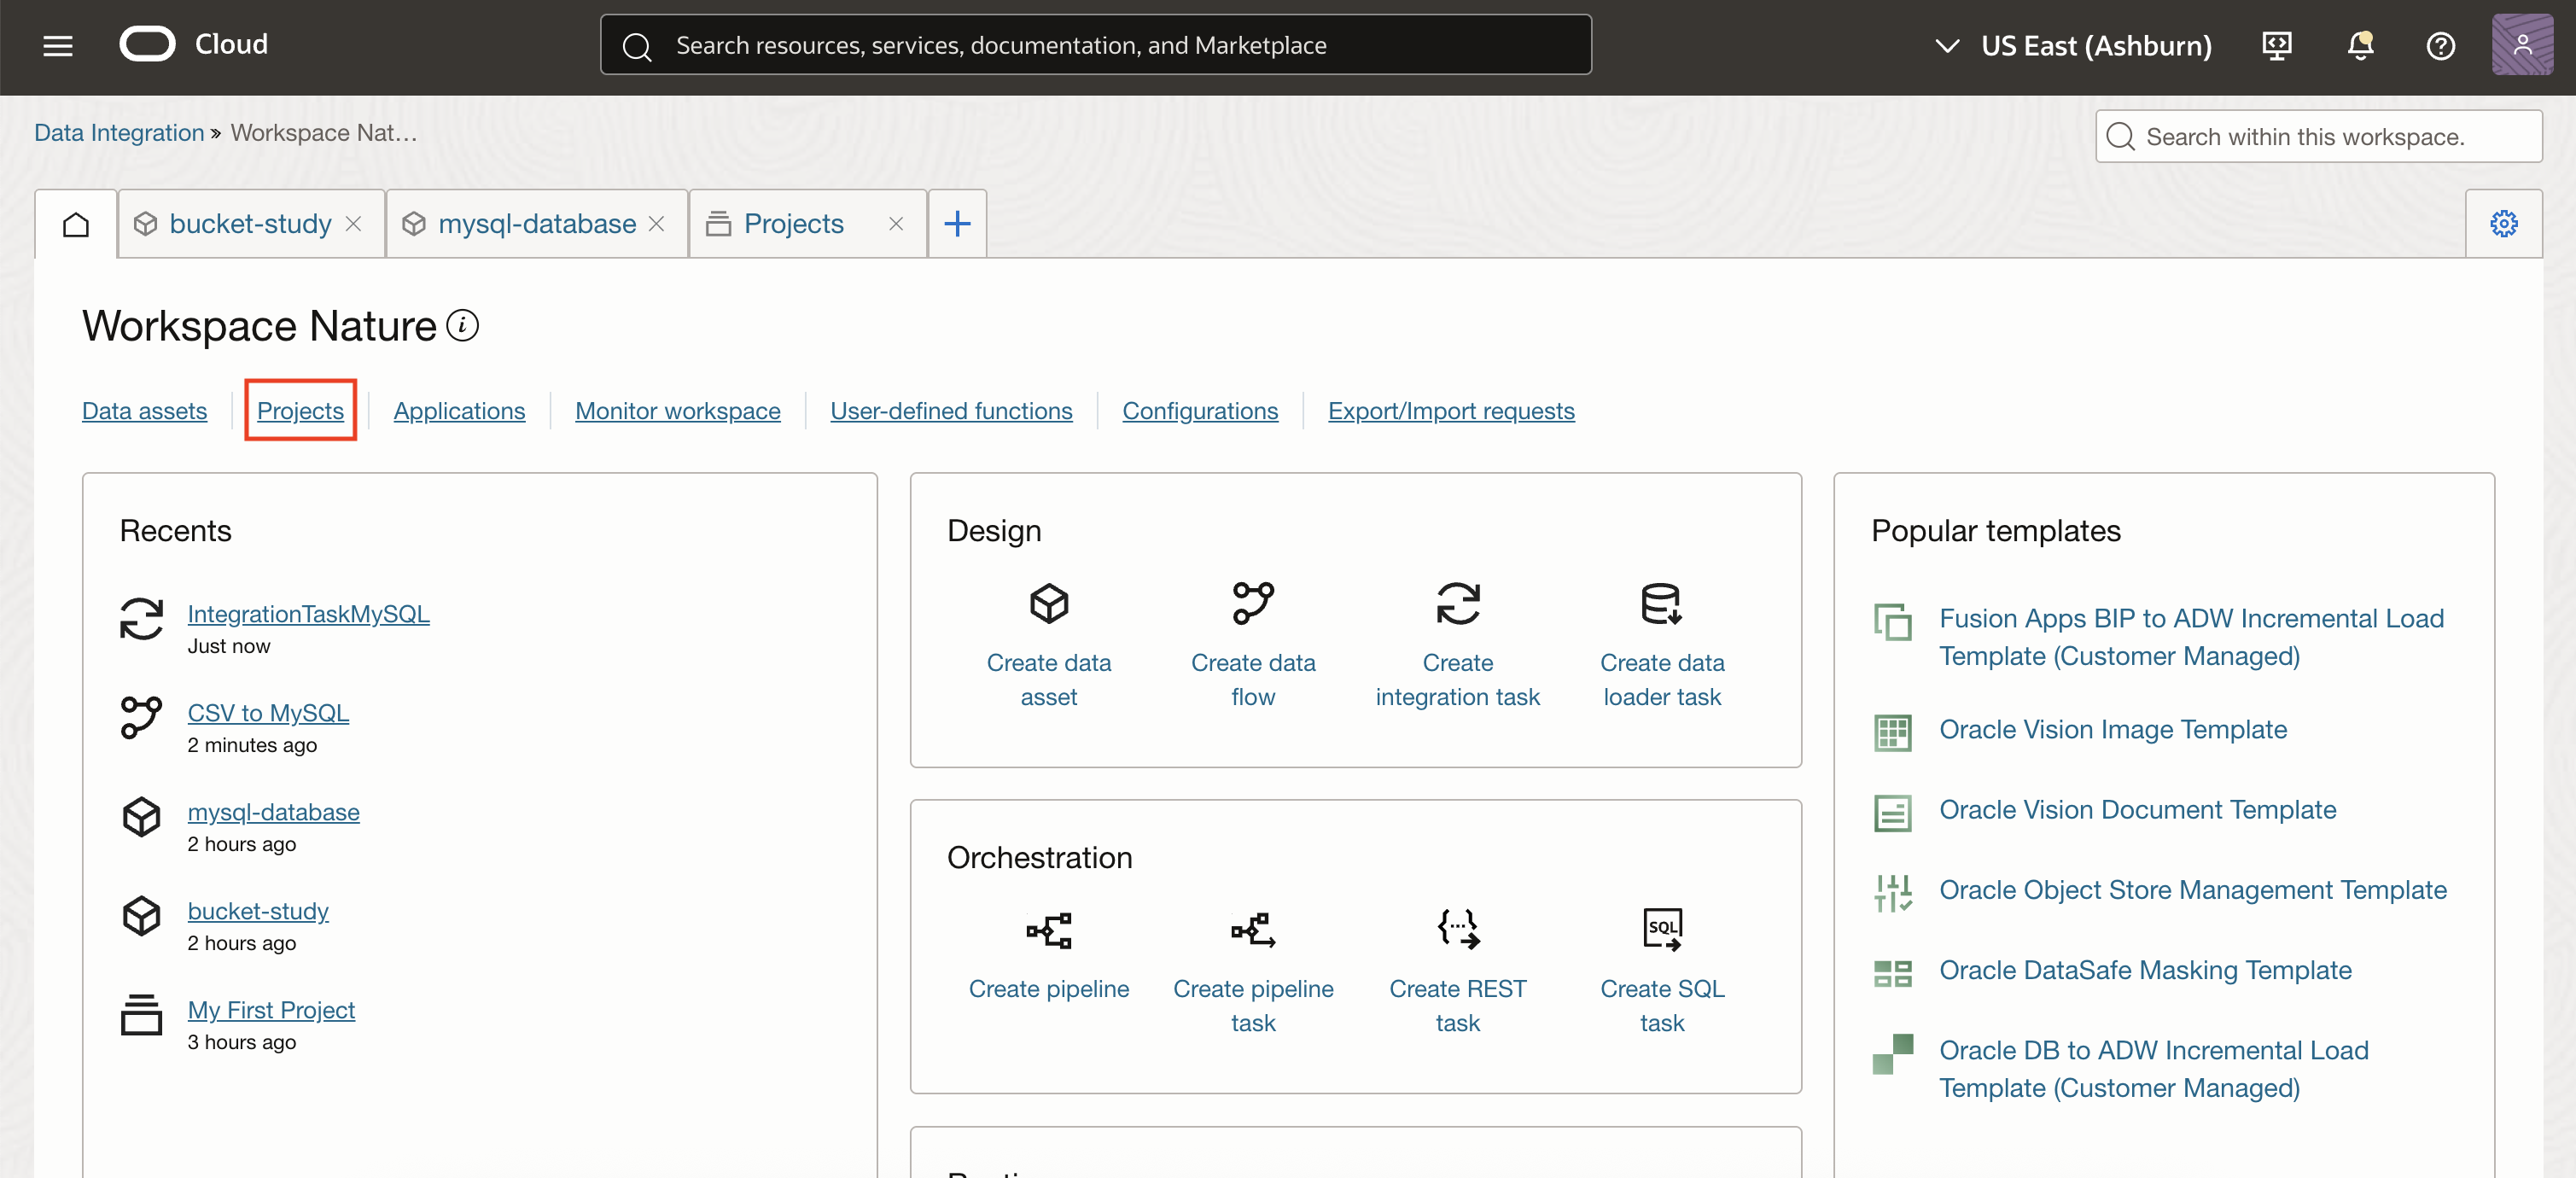 Cloud
Search resources, services, documentation, and Marketplace
US East (Ashburn)
Data Integration » Workspace Nat...
Search within this workspace.
bucket-study
mysql-database
Projects
Workspace Nature
Data assets
Projects
Applications
Monitor workspace
User-defined functions
Configurations
Export/Import requests
Recents
IntegrationTaskMySQL
Just now
CSV to MySQL
2 minutes ago
mysql-database
2 hours ago
bucket-study
2 hours ago
My First Project
3 hours ago
Design
Create data
asset
Create data
flow
Create
integration task
Create data
loader task
Orchestration
SQL
Create pipeline
Create pipeline
task
Create REST
task
Create SQL
task
Popular templates
Fusion Apps BIP to ADW Incremental Load
Template (Customer Managed)
Oracle Vision Image Template
Oracle Vision Document Template
Oracle Object Store Management Template
Oracle DataSafe Masking Template
Oracle DB to ADW Incremental Load
Template (Customer Managed)